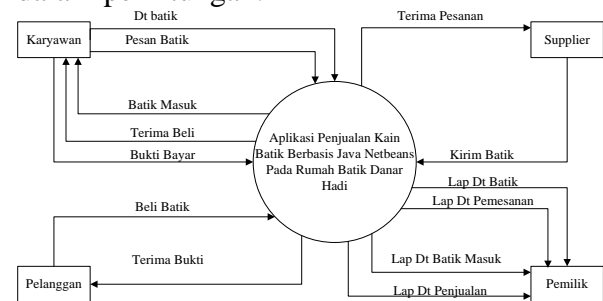 Dt batik
Terima Pesanan
Karyawan
Pesan Batik
Supplier
Batik Masuk
Terima Beli
Bukti Bayar
Aplikasi Penjualan Kain
Batik Berbasis Java Netbeans
Pada Rumah Batik Danar
Hadi
Kirim Batik
Lap Dt Batik
Lap Dt Pemesanan
Beli Batik
Terima Bukti
Lap Dt Batik Masuk
Pelanggan
Lap Dt Penjualan
Pemilik